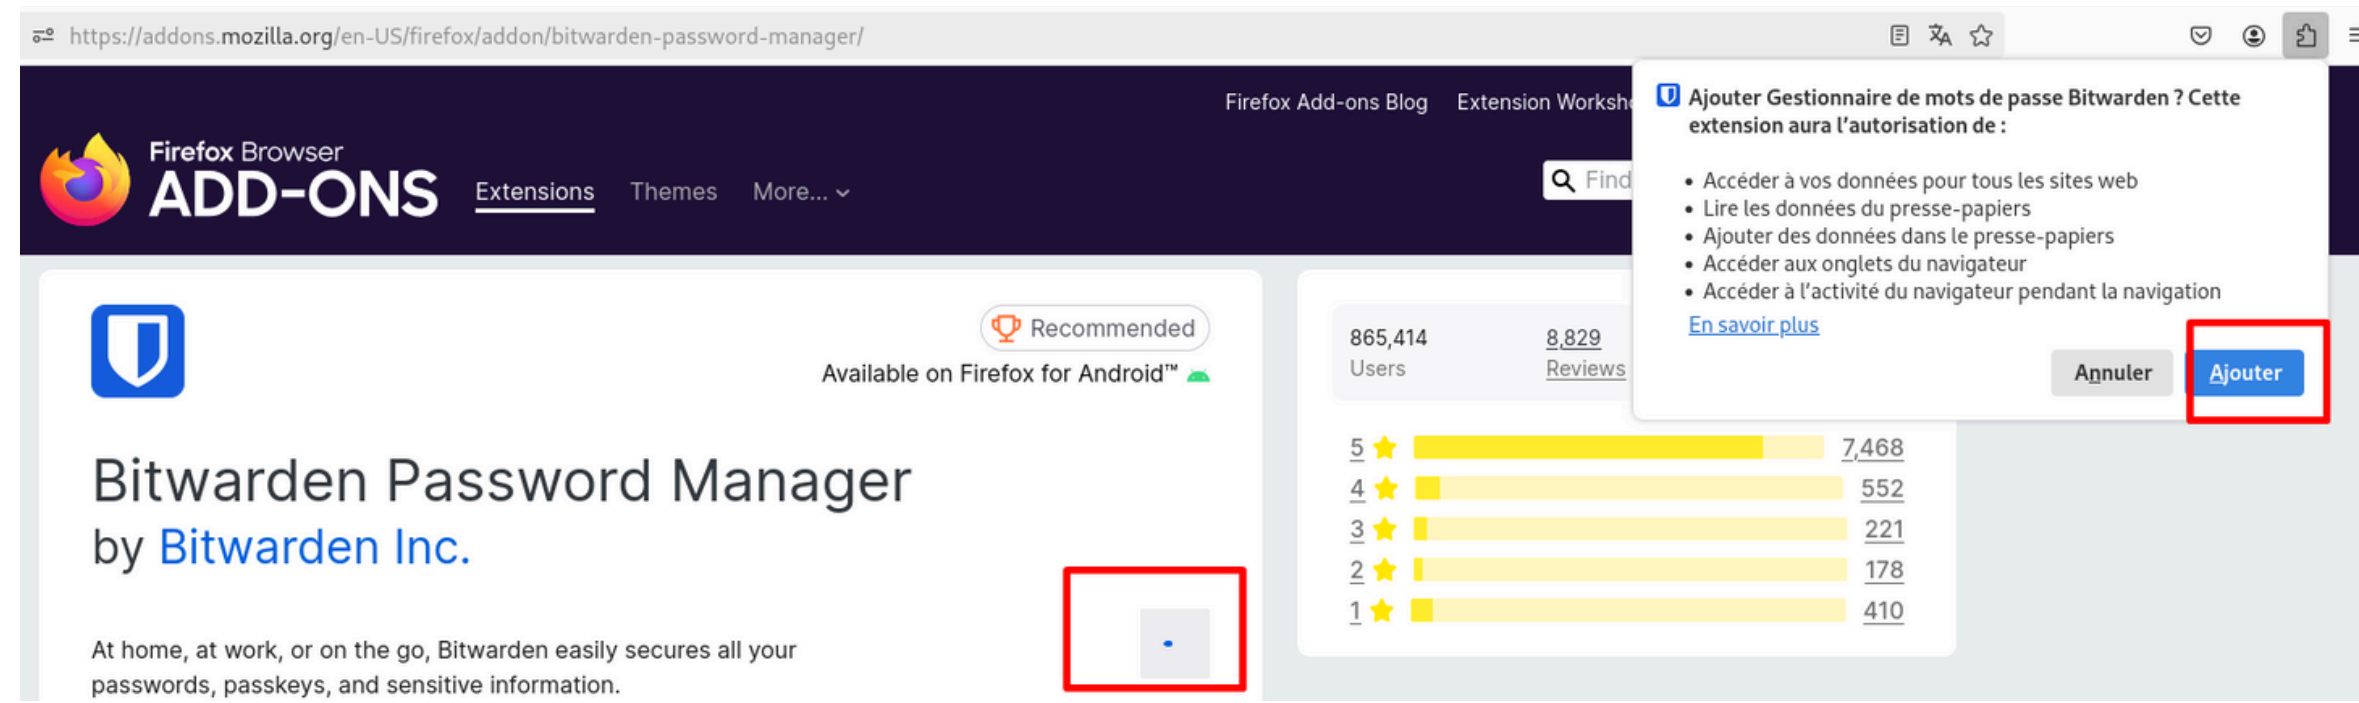 https://addons.mozilla.org/en-US/firefox/addon/bitwarden-password-manager/
Firefox Add-ons Blog Extension
Firefox Browser
ADD-ONS
Extensions Themes More...
Find
Ajouter Gestionnaire de mots de passe Bitwarden ? Cette
extension aura l'autorisation de :
• Accéder à vos données pour tous les sites web
• Lire les données du presse-papiers
• Ajouter des données dans le presse-papiers
• Accéder aux onglets du navigateur
• Accéder à l'activité du navigateur pendant la navigation
En savoir plus
Annuler Ajouter
Recommended
Available on Firefox for Android™
Bitwarden Password Manager
by Bitwarden Inc.
At home, at work, or on the go, Bitwarden easily secures all your
passwords, passkeys, and sensitive information.
865,414 8,829
Users Reviews
5 7,468
4 552
3 221
2 178
1 410